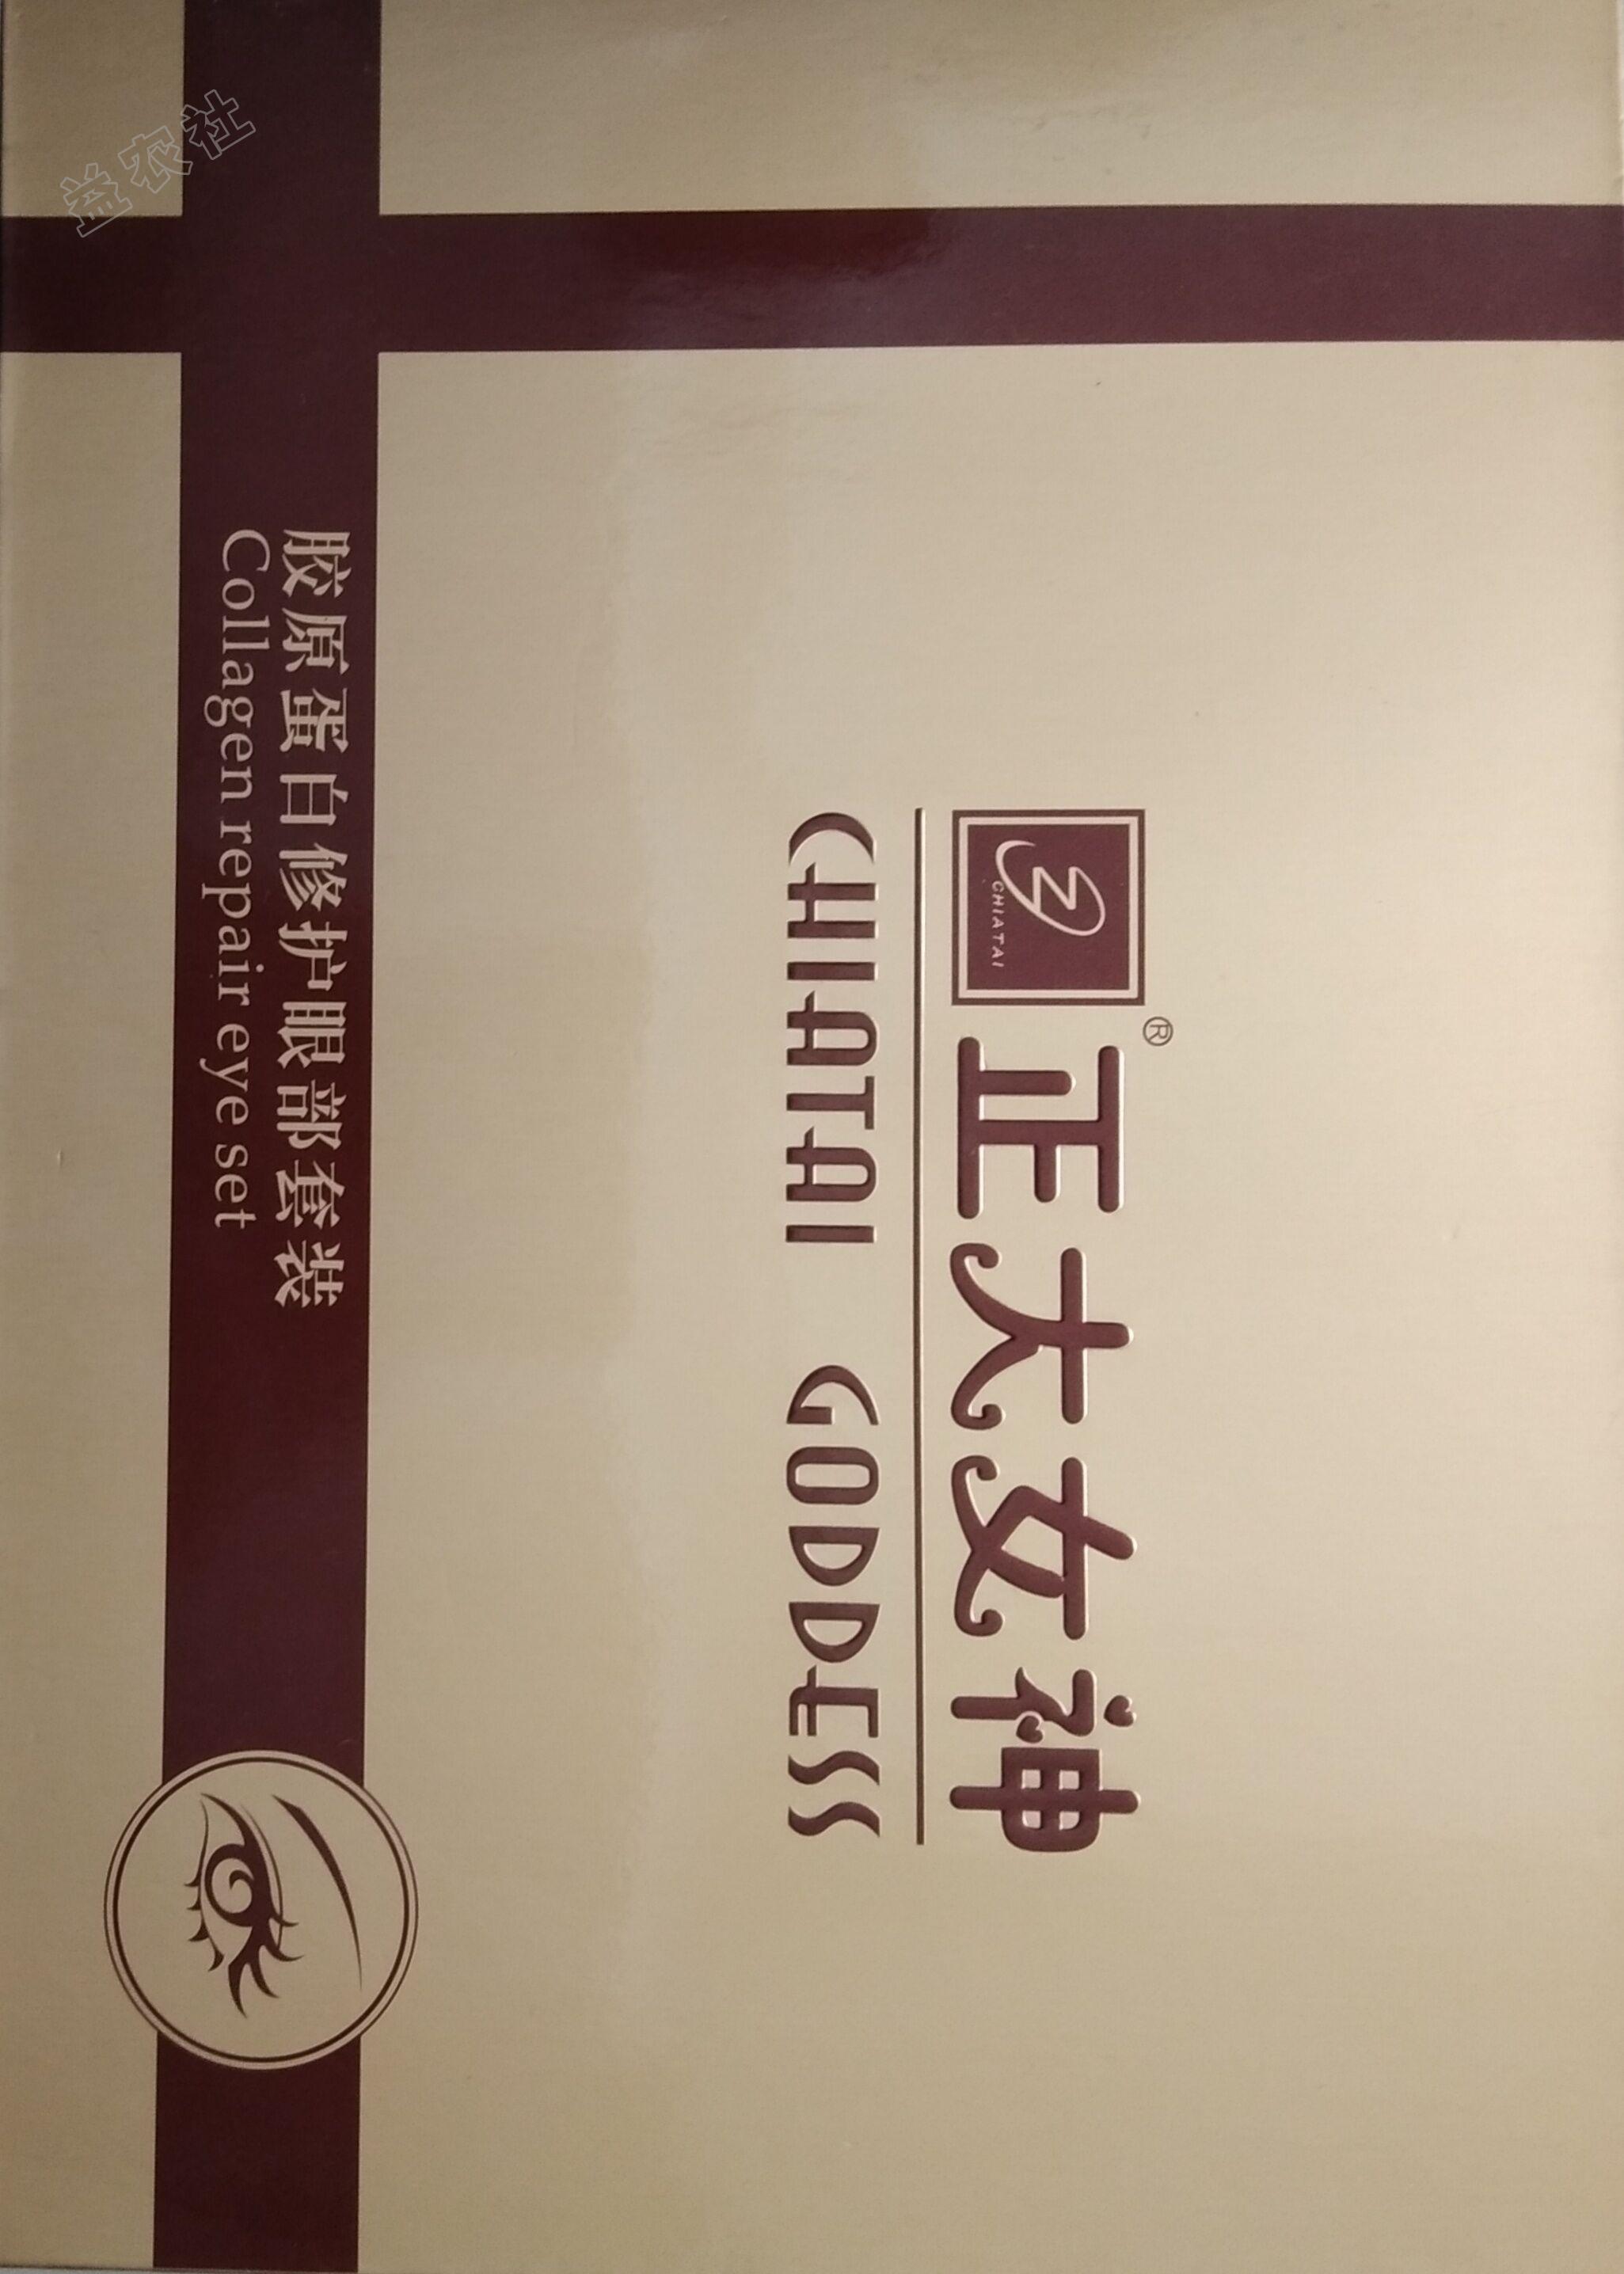 CHIATAI
®
正大女神
CHIATAI GODDESS
胶原蛋白修护眼部套装
Collagen repair eye set
益农社